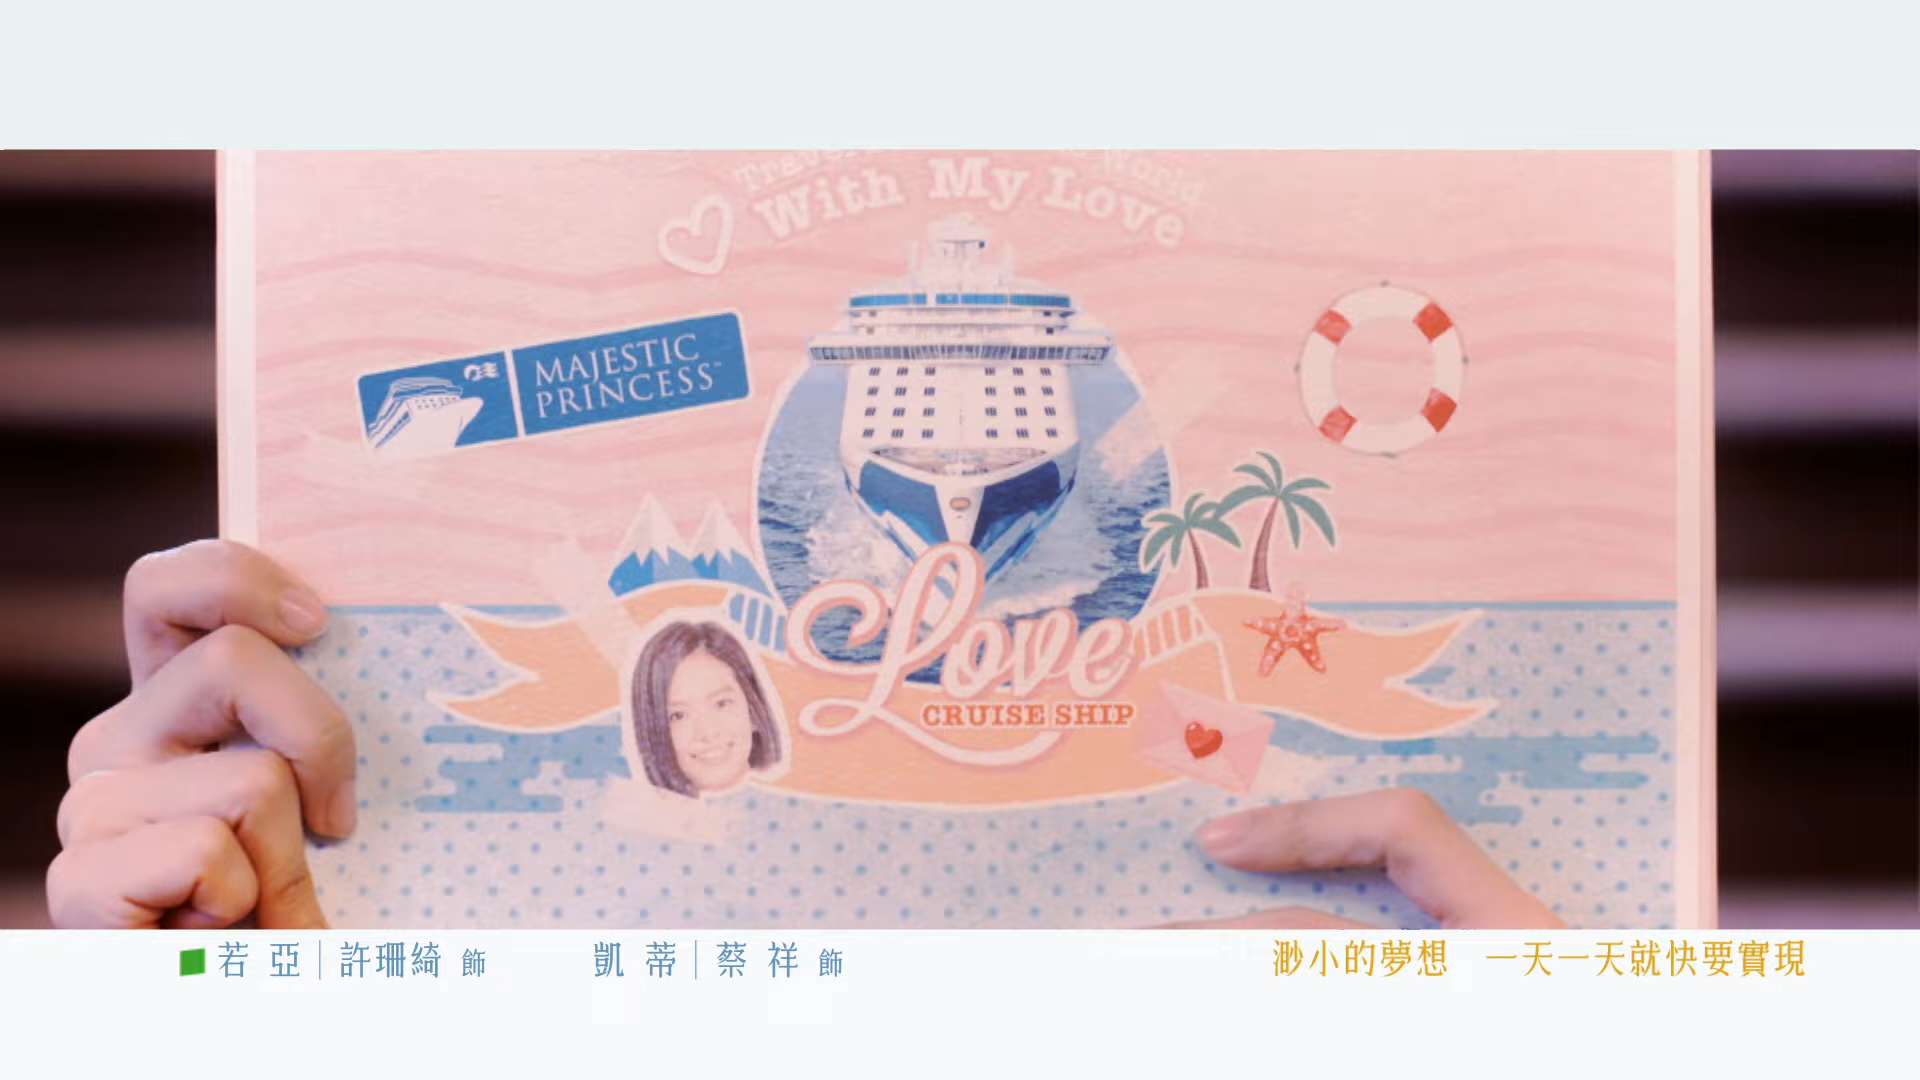 With My Love
MAJESTIC
PRINCESS
Love
CRUISE SHIP
若亞｜許珊綺 飾　凱蒂｜蔡祥 飾
渺小的夢想　一天一天就快要實現